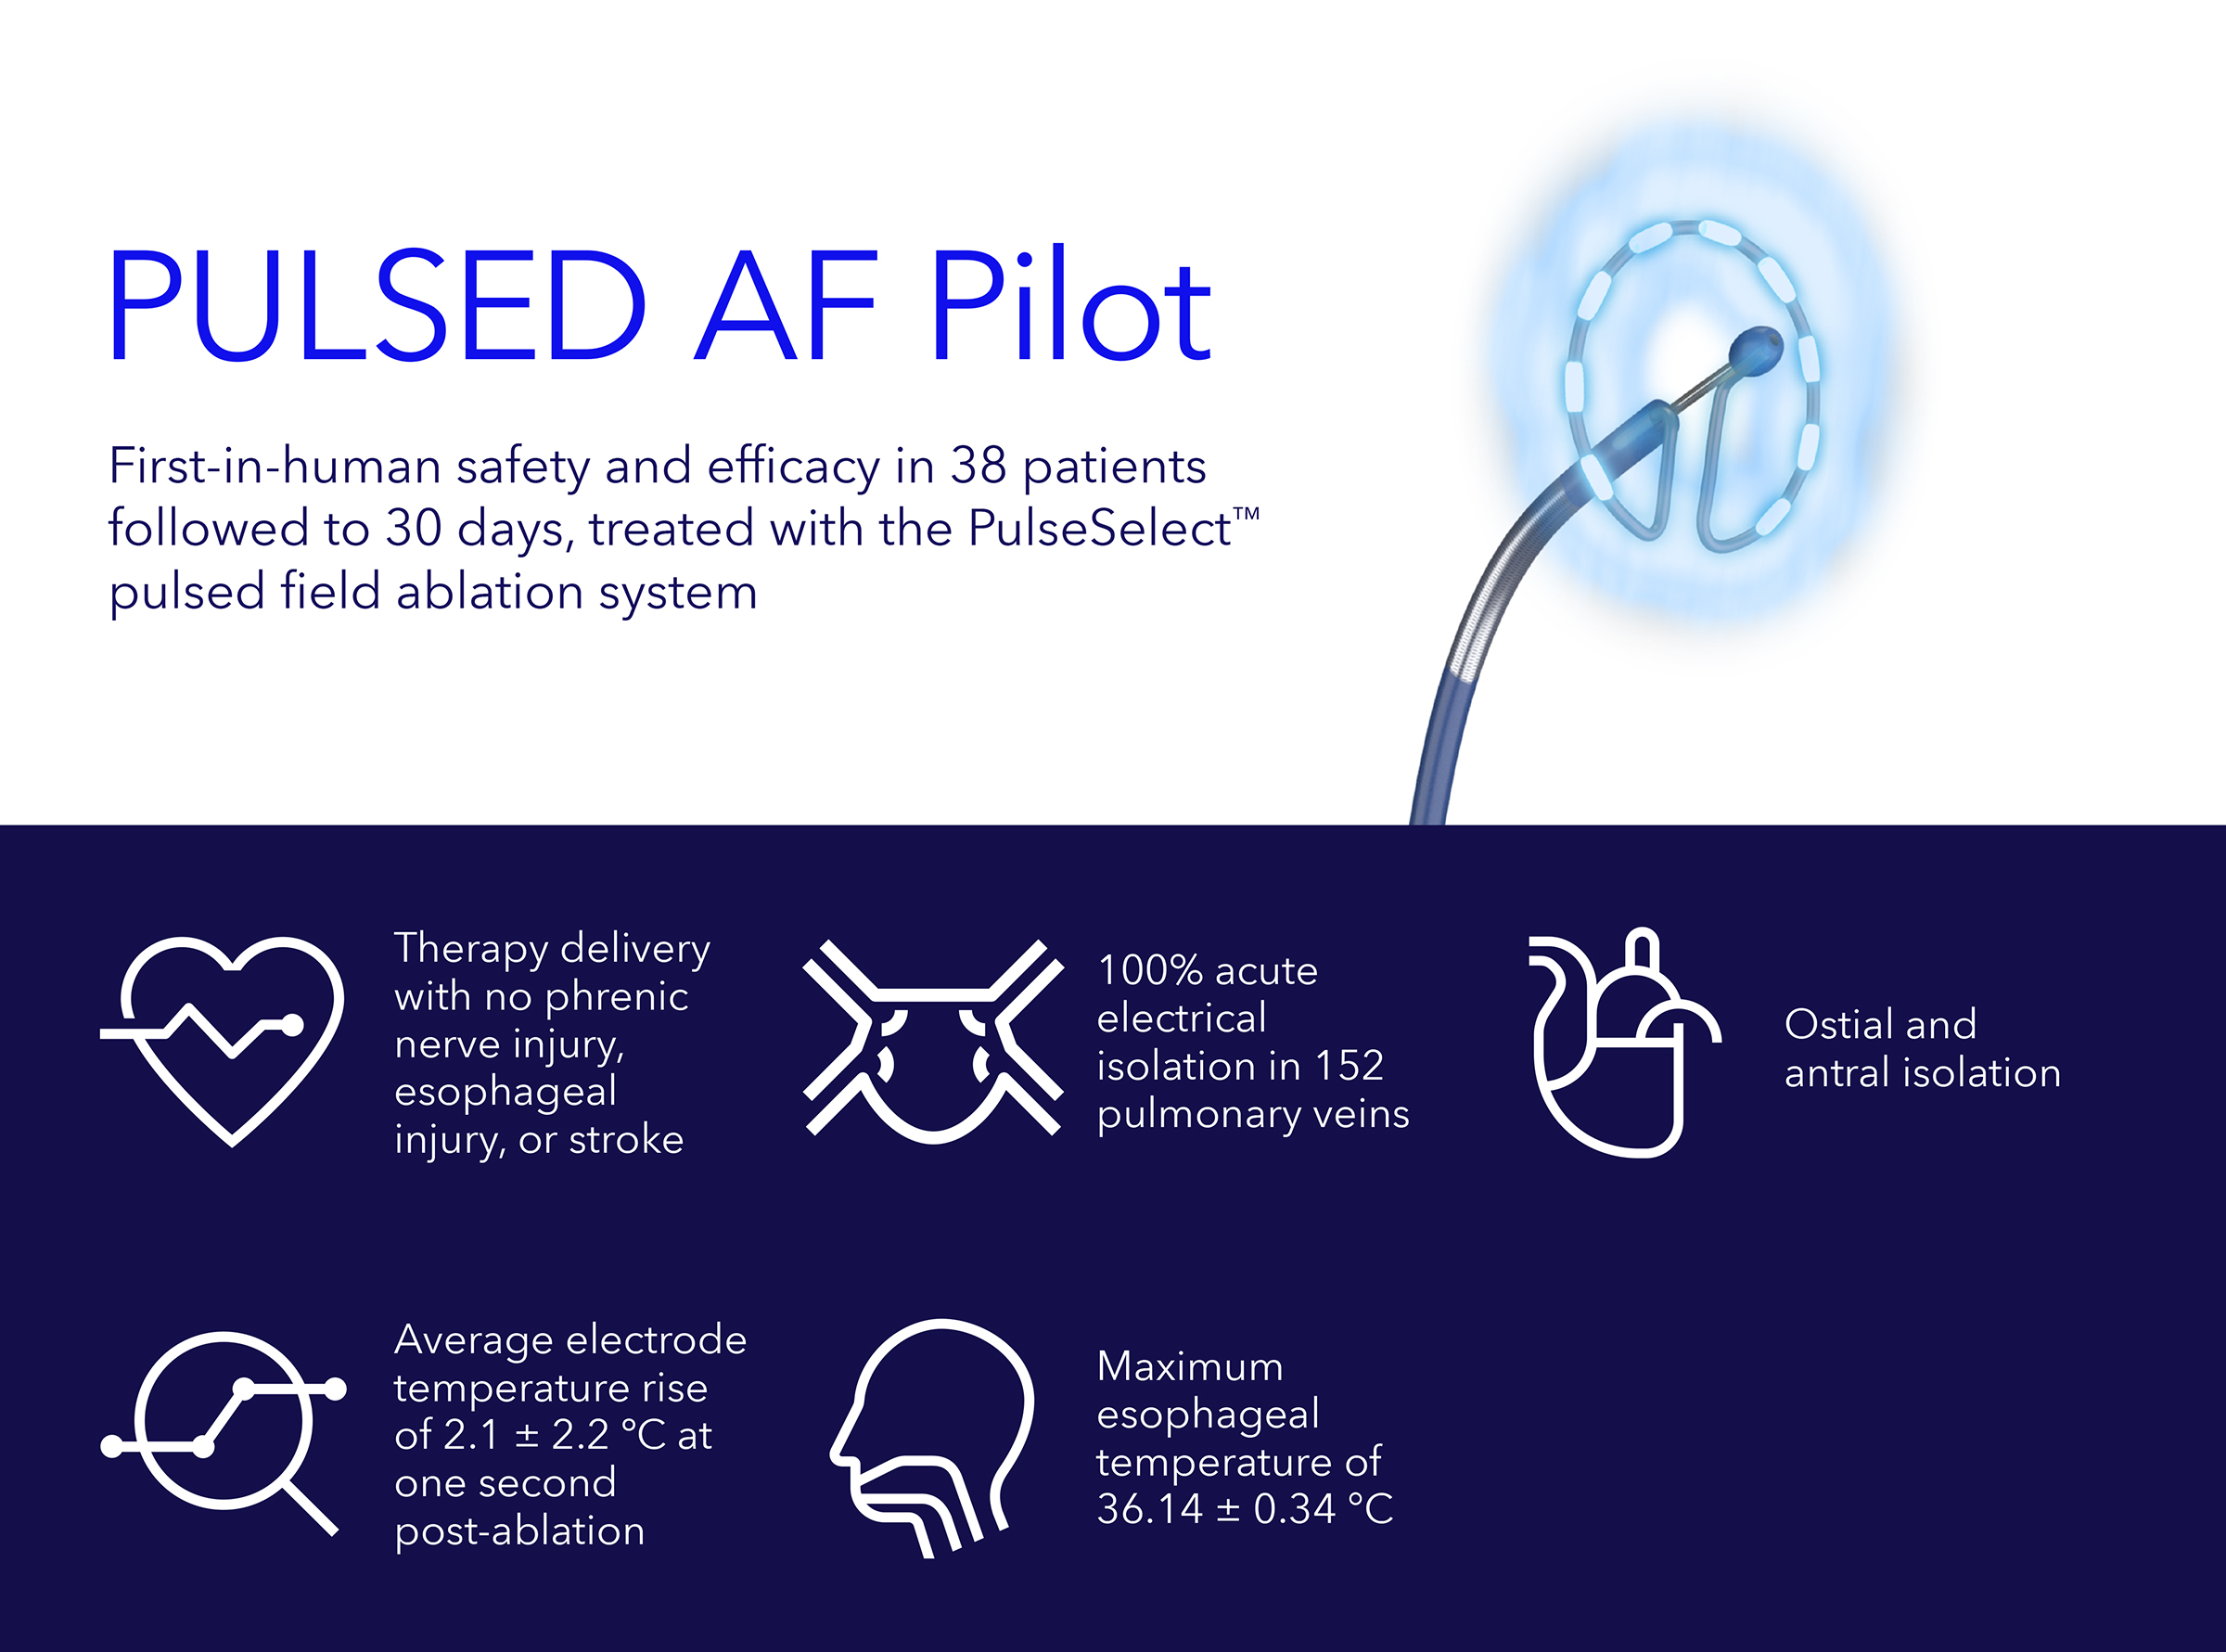 PULSED AF Pilot
First-in-human safety and efficacy in 38 patients
followed to 30 days, treated with the PulseSelect™
pulsed field ablation system
Therapy delivery
with no phrenic
nerve injury,
esophageal
injury, or stroke
100% acute
electrical
isolation in 152
pulmonary veins
Ostial and
antral isolation
Average electrode
temperature rise
of 2.1 ± 2.2 °C at
one second
post-ablation
Maximum
esophageal
temperature of
36.14 ± 0.34 °C